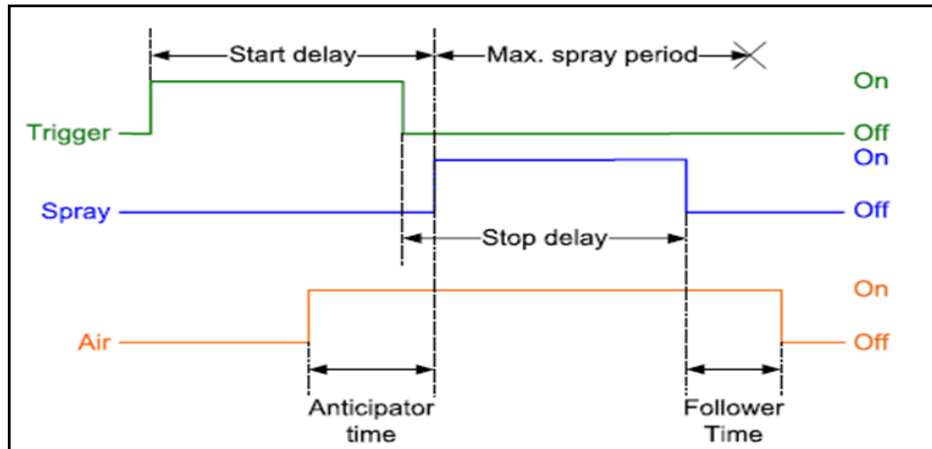 Start delay
Max. spray period
On
Trigger
Off
On
Spray
Off
Stop delay
On
Air
Off
Anticipator
time
Follower
Time